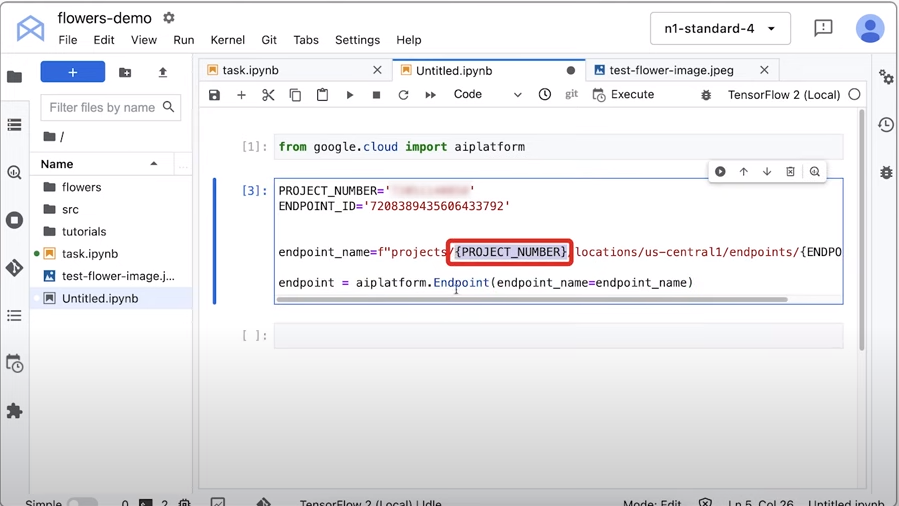 flowers-demo
File Edit View Run Kernel Git Tabs Settings Help
n1-standard-4
task.ipynb
Untitled.ipynb
test-flower-image.jpeg
Filter files by name
Code
git
Execute
TensorFlow 2 (Local)
/
Name
flowers
src
tutorials
task.ipynb
test-flower-image.j...
Untitled.ipynb
[1]: from google.cloud import aiplatform
[3]: PROJECT_NUMBER=' '
ENDPOINT_ID='7208389435606433792'
endpoint_name=f"projects/{PROJECT_NUMBER}/locations/us-central1/endpoints/{ENDPO
endpoint = aiplatform.Endpoint(endpoint_name=endpoint_name)
[ ]:
Simple 0 2 TensorFlow 2 (Local) | Idle Mode: Edit Ln 5, Col 26 Untitled.ipynb